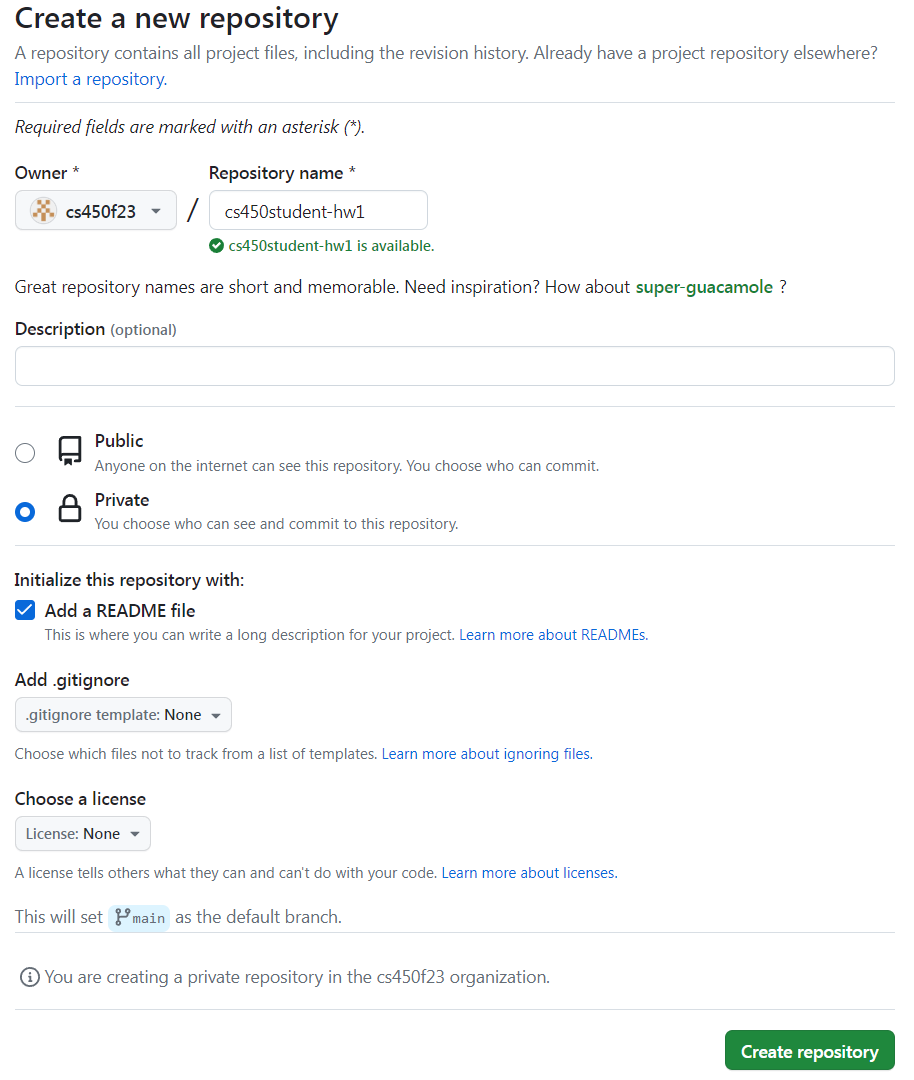 Create a new repository
A repository contains all project files, including the revision history. Already have a project repository elsewhere?
Import a repository.
Required fields are marked with an asterisk (*).
Owner *
Repository name *
cs450f23
/
cs450student-hw1
cs450student-hw1 is available.
Great repository names are short and memorable. Need inspiration? How about super-guacamole ?
Description (optional)
Public
Anyone on the internet can see this repository. You choose who can commit.
Private
You choose who can see and commit to this repository.
Initialize this repository with:
Add a README file
This is where you can write a long description for your project. Learn more about READMEs.
Add .gitignore
.gitignore template: None
Choose which files not to track from a list of templates. Learn more about ignoring files.
Choose a license
License: None
A license tells others what they can and can't do with your code. Learn more about licenses.
This will set main as the default branch.
You are creating a private repository in the cs450f23 organization.
Create repository